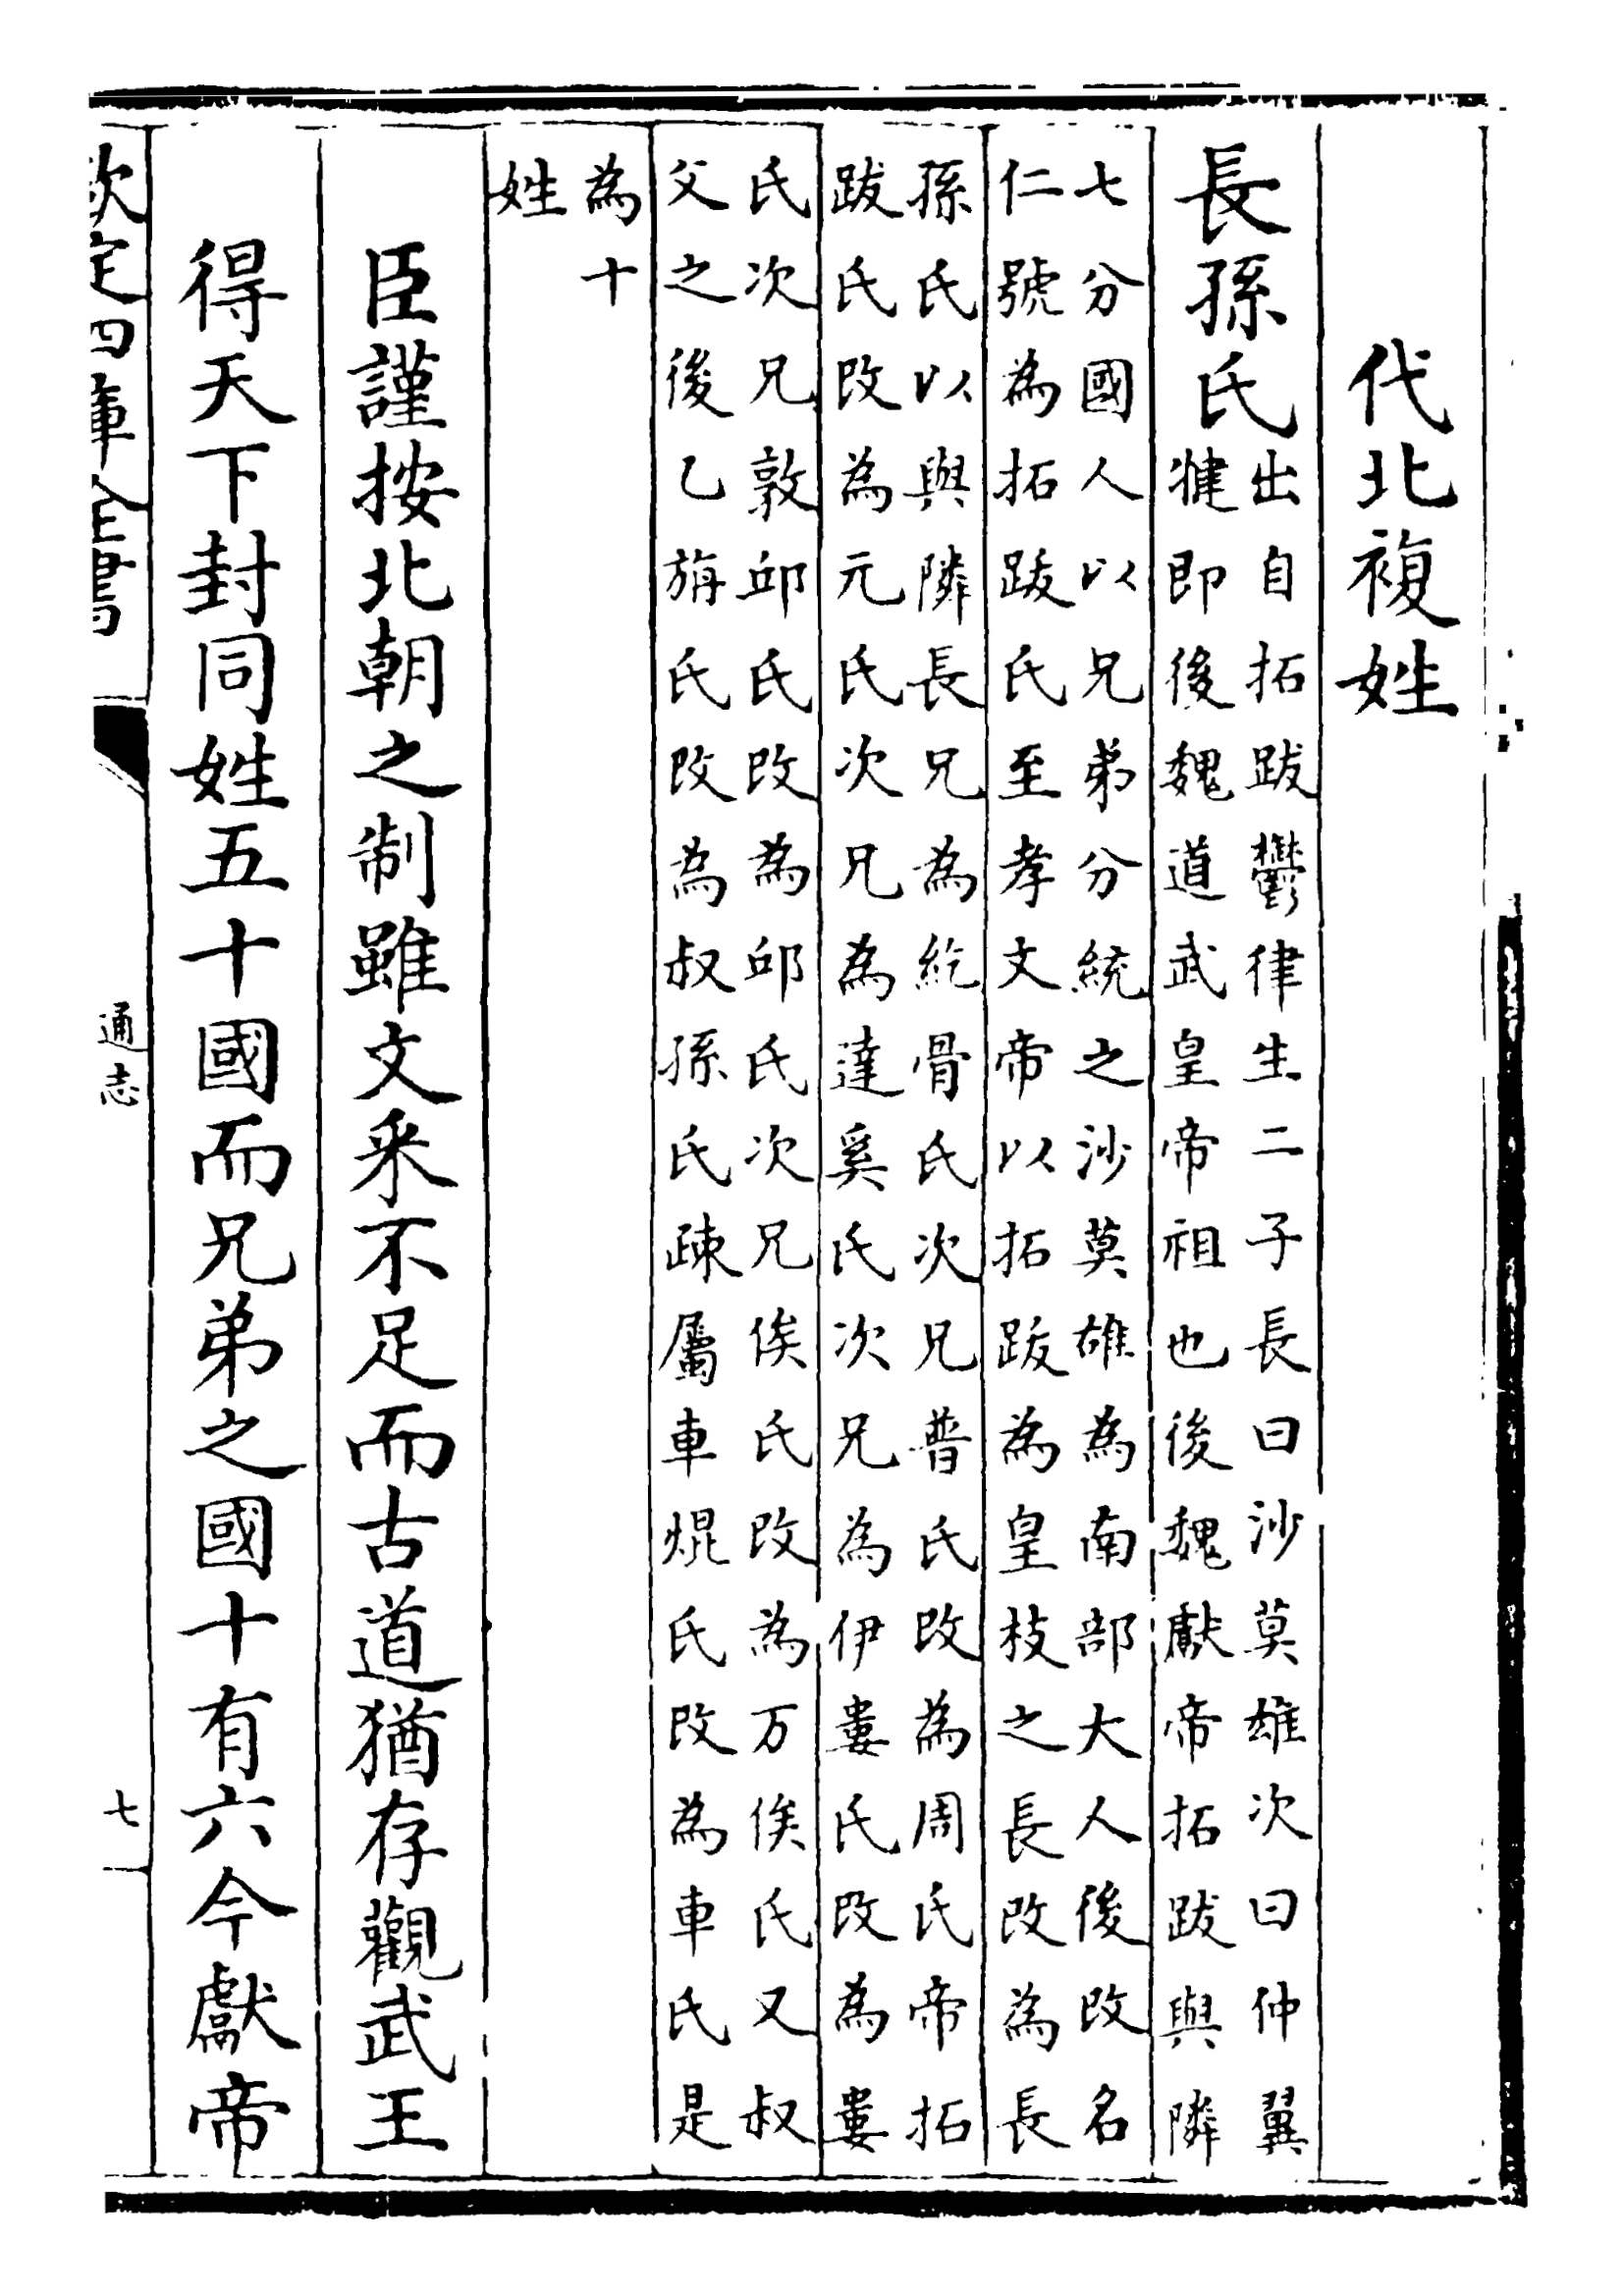 代北複姓
長孫氏出自拓跋鬱律生二子長曰沙莫雄次曰仲翼
犍即後魏道武皇帝祖也後魏獻帝拓跋與隣
七分國人以兄弟分統之沙莫雄為南部大人後改名
仁號為拓跋氏至孝文帝以拓跋為皇枝之長改為長
孫氏以與隣長兄為紇骨氏次兄普氏改為周氏帝拓
跋氏改為元氏次兄為達奚氏次兄為伊婁氏改為婁
氏次兄敦邱氏改為邱氏次兄俟氏改為万俟氏又叔
父之後乙旃氏改為叔孫氏疎屬車焜氏改為車氏是
為十
姓
臣謹按北朝之制雖文采不足而古道猶存觀武王
得天下封同姓五十國而兄弟之國十有六今獻帝
欽定四庫全書
通志
七